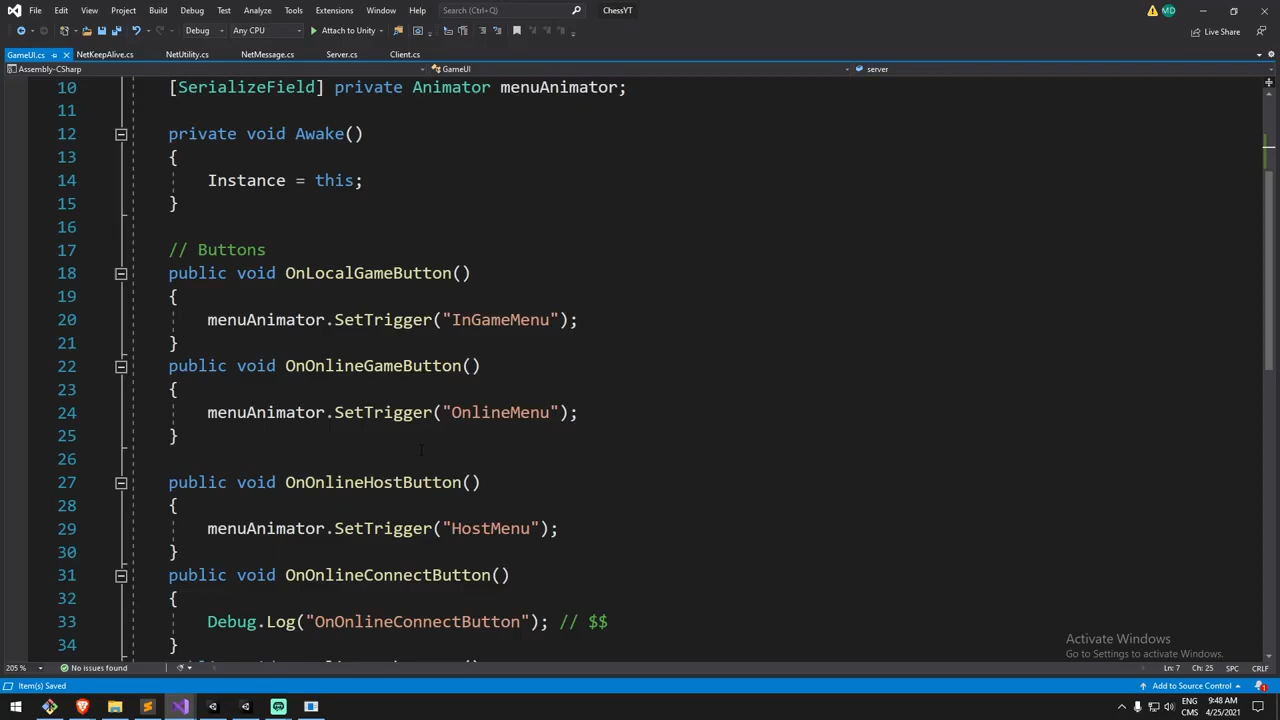 File Edit View Project Build Debug Test Analyze Tools Extensions Window Help Search (Ctrl+Q) ChessYT MD
Debug Any CPU Attach to Unity Live Share
GameUI.cs NetKeepAlive.cs NetUtility.cs NetMessage.cs Server.cs Client.cs
Assembly-CSharp GameUI server
10 [SerializeField] private Animator menuAnimator;
11
12 private void Awake()
13 {
14 Instance = this;
15 }
16
17 // Buttons
18 public void OnLocalGameButton()
19 {
20 menuAnimator.SetTrigger("InGameMenu");
21 }
22 public void OnOnlineGameButton()
23 {
24 menuAnimator.SetTrigger("OnlineMenu");
25 }
26
27 public void OnOnlineHostButton()
28 {
29 menuAnimator.SetTrigger("HostMenu");
30 }
31 public void OnOnlineConnectButton()
32 {
33 Debug.Log("OnOnlineConnectButton"); // $$
34 }
Activate Windows
Go to Settings to activate Windows.
205 % No issues found Ln: 7 Ch: 25 SPC CRLF
Item(s) Saved Add to Source Control 1
ENG 9:48 AM
CMS 4/25/2021